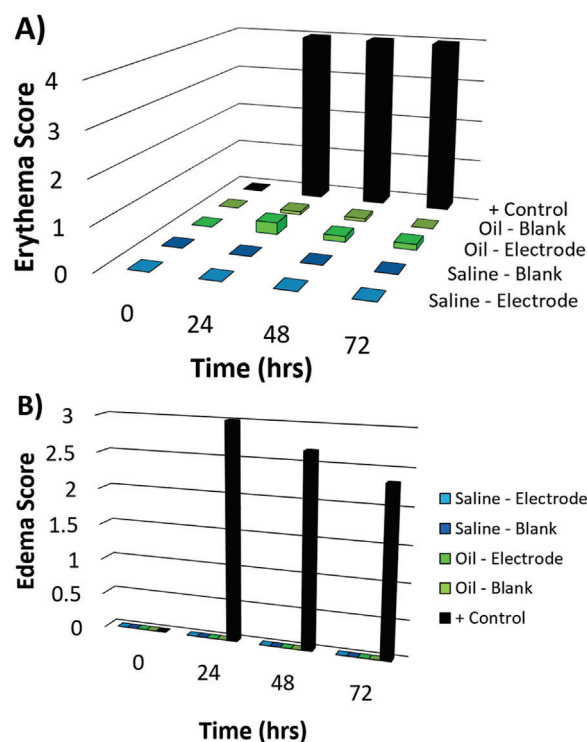 A)
Erythema Score
4
3
2
1
0
0
24
48
72
Time (hrs)
+ Control
Oil - Blank
Oil - Electrode
Saline - Blank
Saline - Electrode
B)
Edema Score
3
2.5
2
1.5
1
0.5
0
0
24
48
72
Time (hrs)
Saline - Electrode
Saline - Blank
Oil - Electrode
Oil - Blank
+ Control